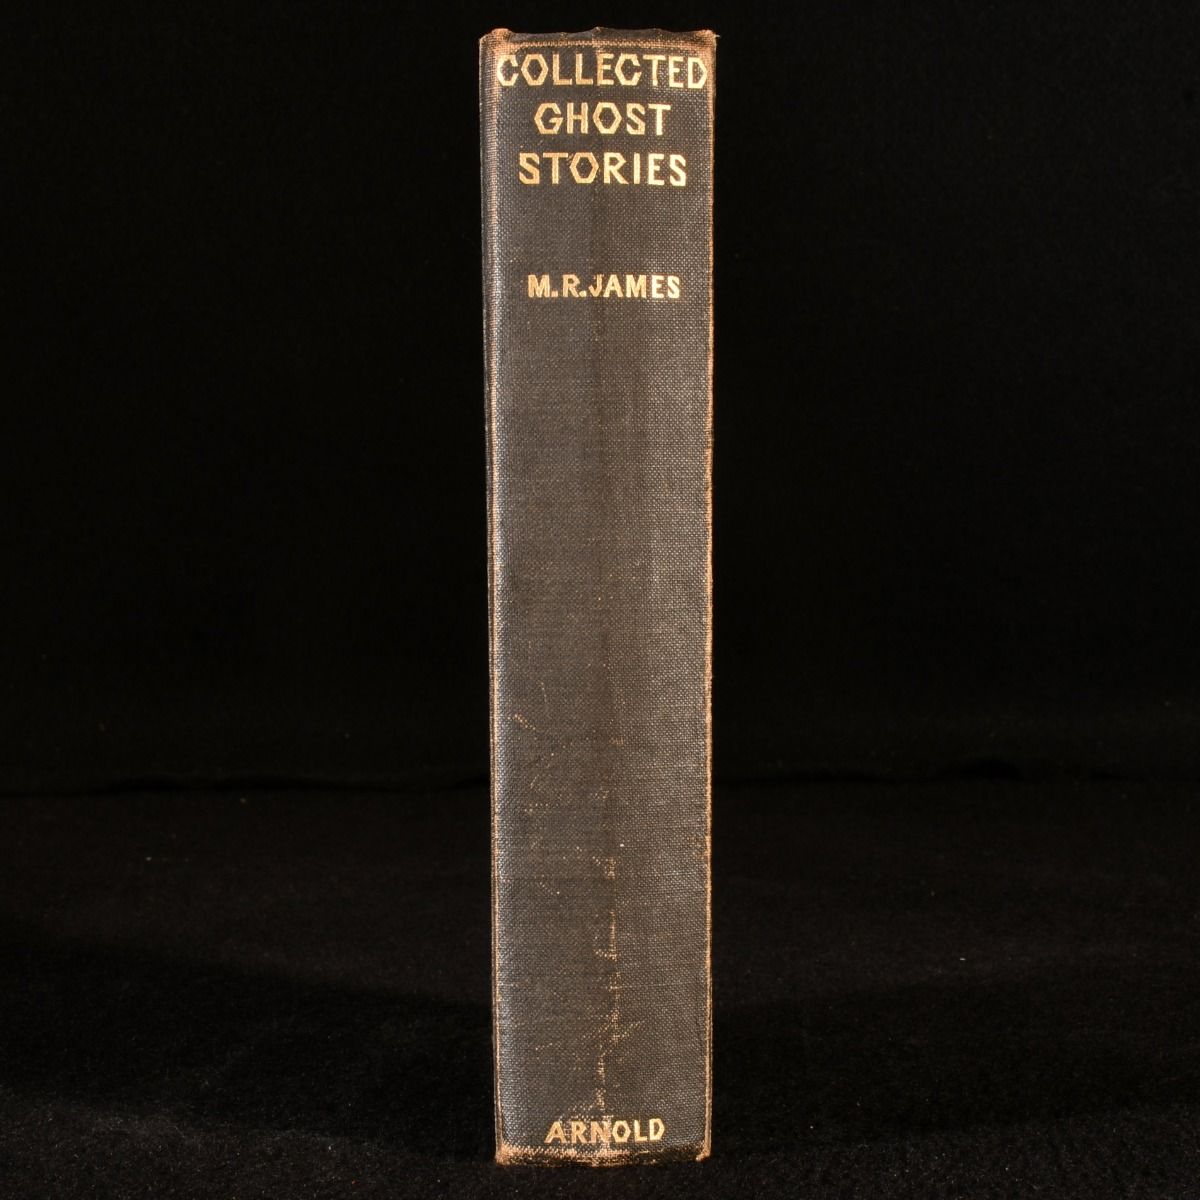 COLLECTED
GHOST
STORIES
M.R.JAMES
ARNOLD